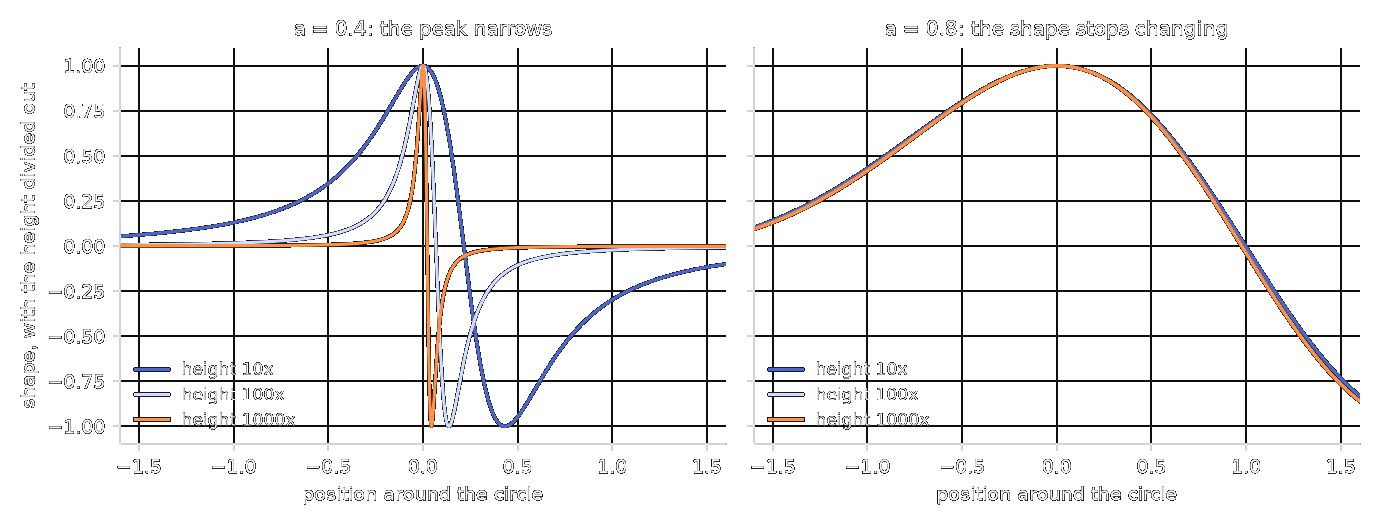 a = 0.4: the peak narrows
shape, with the height divided out
1.00
0.75
0.50
0.25
0.00
−0.25
−0.50
−0.75
−1.00
height 10x
height 100x
height 1000x
−1.5
−1.0
−0.5
0.0
0.5
1.0
1.5
position around the circle
a = 0.8: the shape stops changing
height 10x
height 100x
height 1000x
−1.5
−1.0
−0.5
0.0
0.5
1.0
1.5
position around the circle